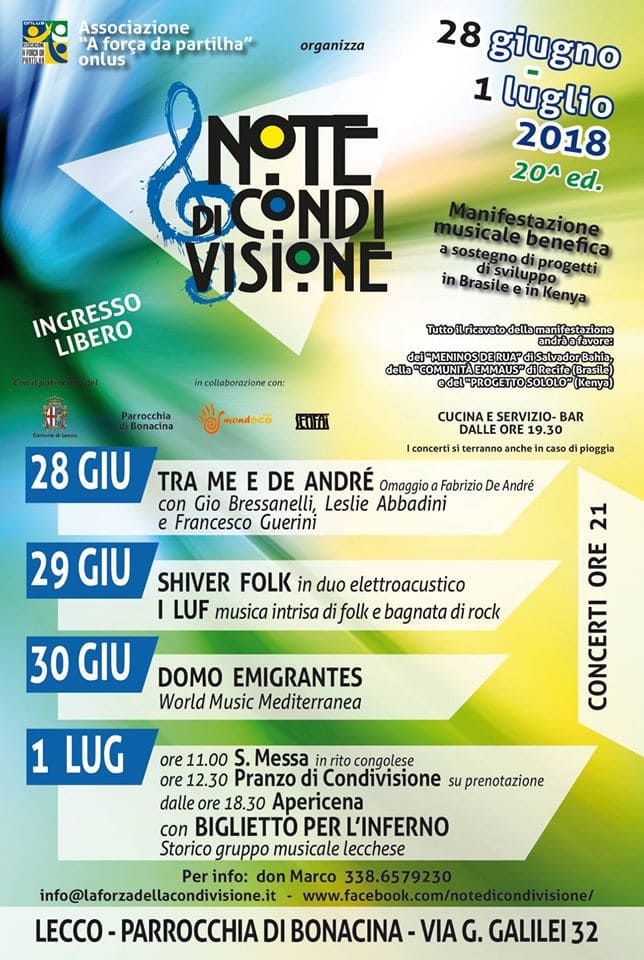 ONLUS
ASSOCIAZIONE
A FORÇA DA
PARTILHA
Associazione
"A força da partilha"
onlus
organizza
28 giugno
-
1 luglio
2018
20^ ed.
NOTE
DI CONDI
VISIONE
Manifestazione
musicale benefica
a sostegno di progetti
di sviluppo
in Brasile e in Kenya
INGRESSO
LIBERO
Tutto il ricavato della manifestazione
andrà a favore:
dei "MENINOS DE RUA" di Salvador Bahia,
della "COMUNITÀ EMMAUS" di Recife (Brasile)
e del "PROGETTO SOLOLO" (Kenya)
Con il patrocinio del
in collaborazione con:
Comune di Lecco
Parrocchia
di Bonacina
mondeco
CUCINA E SERVIZIO- BAR
DALLE ORE 19.30
I concerti si terranno anche in caso di pioggia
28 GIU
TRA ME E DE ANDRÉ Omaggio a Fabrizio De André
con Gio Bressanelli, Leslie Abbadini
e Francesco Guerini
29 GIU
SHIVER FOLK in duo elettroacustico
I LUF musica intrisa di folk e bagnata di rock
30 GIU
DOMO EMIGRANTES
World Music Mediterranea
CONCERTI ORE 21
1 LUG
ore 11.00 S. Messa in rito congolese
ore 12.30 Pranzo di Condivisione su prenotazione
dalle ore 18.30 Apericena
con BIGLIETTO PER L'INFERNO
Storico gruppo musicale lecchese
Per info: don Marco 338.6579230
info@laforzadellacondivisione.it - www.facebook.com/notedicondivisione/
LECCO - PARROCCHIA DI BONACINA - VIA G. GALILEI 32